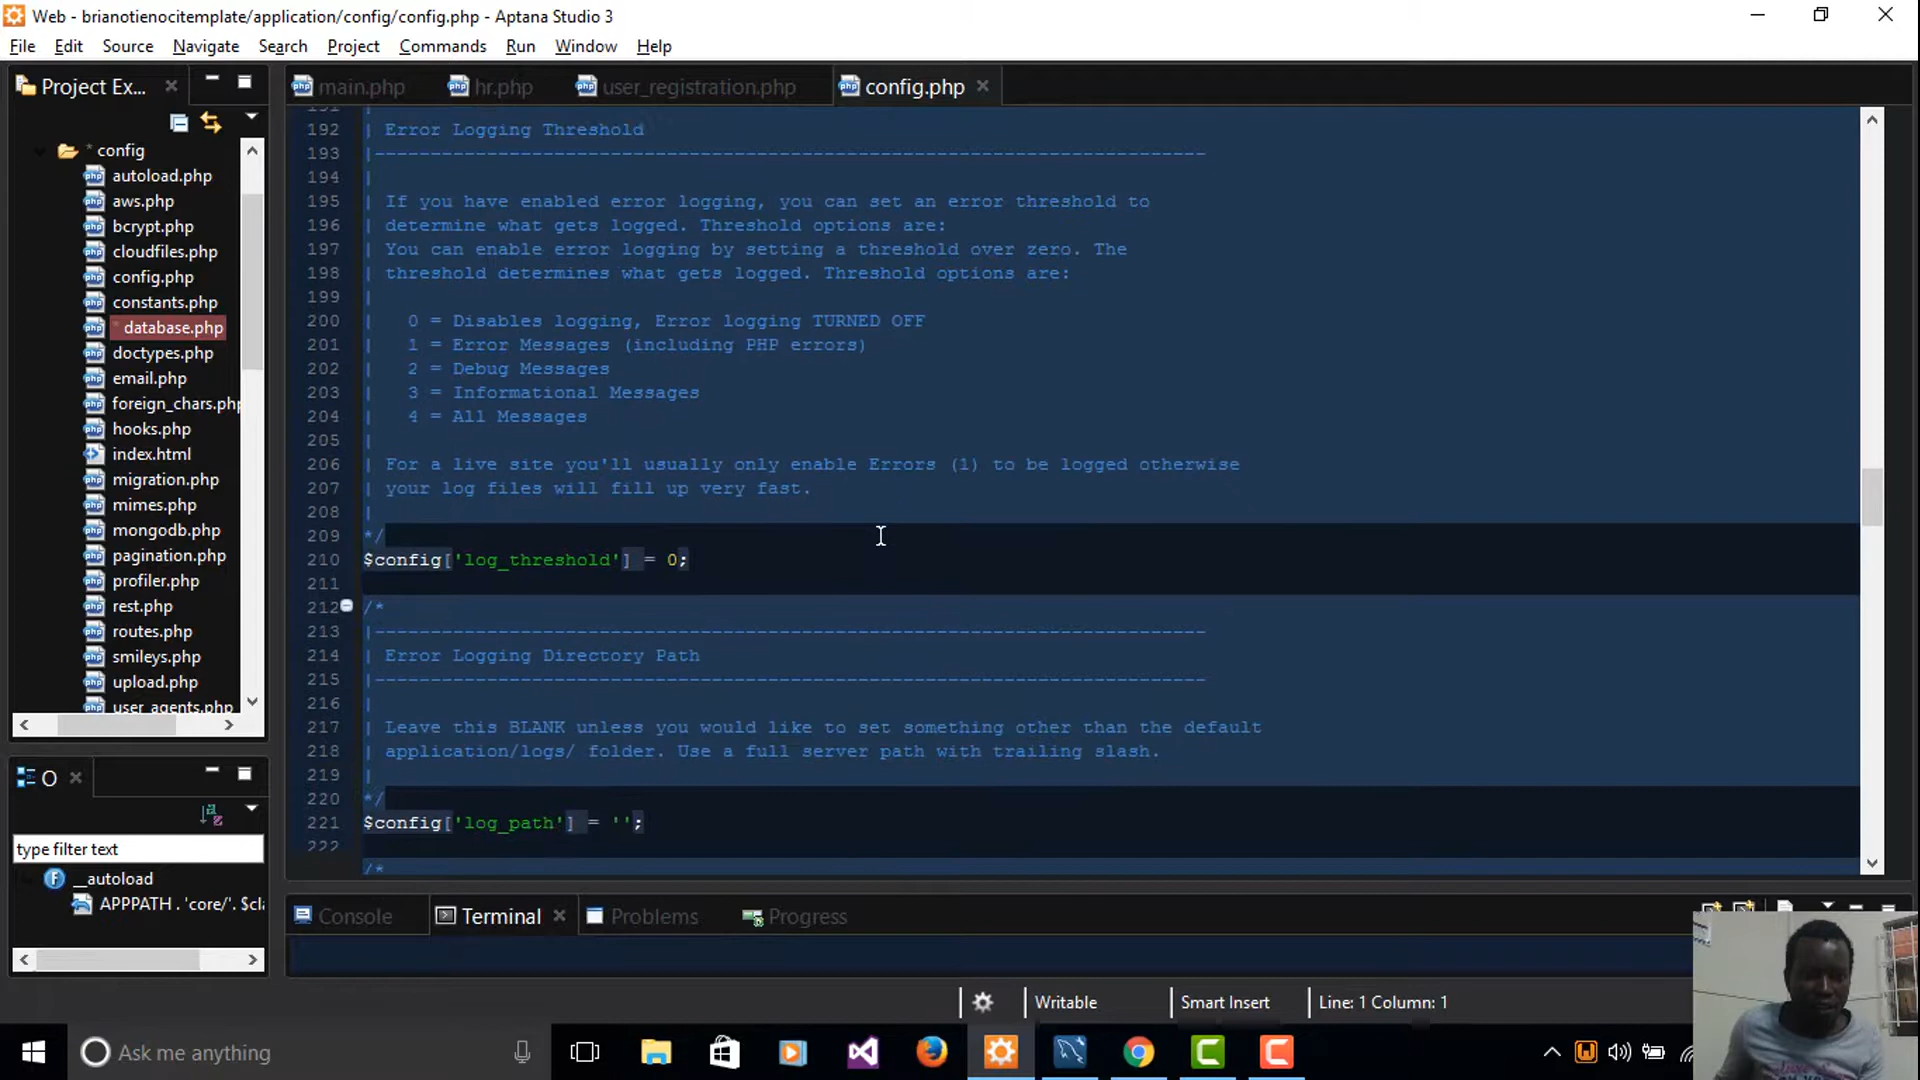 Web - brianotienocitemplate/application/config/config.php - Aptana Studio 3
File Edit Source Navigate Search Project Commands Run Window Help
Project Ex...
main.php hr.php user_registration.php config.php
config
autoload.php
aws.php
bcrypt.php
cloudfiles.php
config.php
constants.php
* database.php
doctypes.php
email.php
foreign_chars.php
hooks.php
index.html
migration.php
mimes.php
mongodb.php
pagination.php
profiler.php
rest.php
routes.php
smileys.php
upload.php
user_agents.php
191
192 | Error Logging Threshold
193 |--------------------------------------------------------------------------
194 |
195 | If you have enabled error logging, you can set an error threshold to
196 | determine what gets logged. Threshold options are:
197 | You can enable error logging by setting a threshold over zero. The
198 | threshold determines what gets logged. Threshold options are:
199 |
200 |   0 = Disables logging, Error logging TURNED OFF
201 |   1 = Error Messages (including PHP errors)
202 |   2 = Debug Messages
203 |   3 = Informational Messages
204 |   4 = All Messages
205 |
206 | For a live site you'll usually only enable Errors (1) to be logged otherwise
207 | your log files will fill up very fast.
208 |
209 */
210 $config['log_threshold'] = 0;
211
212 /*
213 |--------------------------------------------------------------------------
214 | Error Logging Directory Path
215 |--------------------------------------------------------------------------
216 |
217 | Leave this BLANK unless you would like to set something other than the default
218 | application/logs/ folder. Use a full server path with trailing slash.
219 |
220 */
221 $config['log_path'] = '';
222
/*
O
type filter text
__autoload
APPPATH . 'core/'. $cla
Console Terminal Problems Progress
Writable Smart Insert Line: 1 Column: 1
Ask me anything